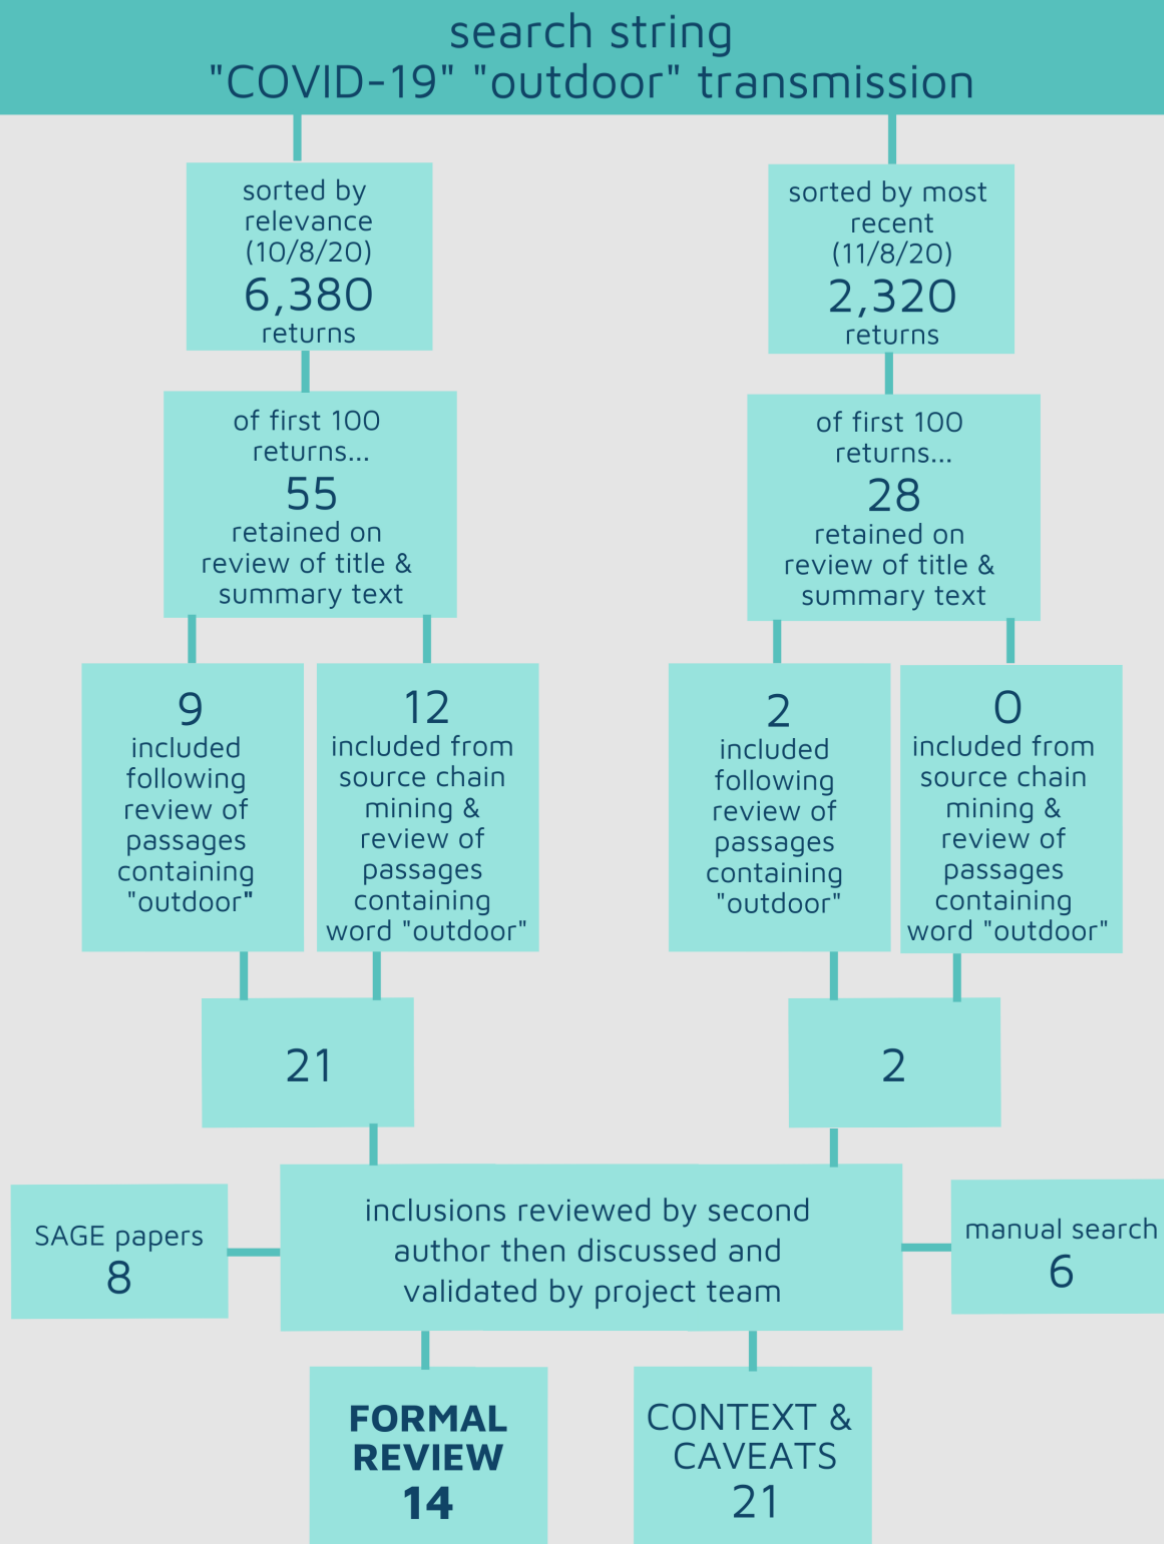 search string
"COVID-19" "outdoor" transmission
sorted by
relevance
(10/8/20)
6,380
returns
sorted by most
recent
(11/8/20)
2,320
returns
of first 100
returns...
55
retained on
review of title &
summary text
of first 100
returns...
28
retained on
review of title &
summary text
9
included
following
review of
passages
containing
"outdoor"
12
included from
source chain
mining &
review of
passages
containing
word "outdoor"
2
included
following
review of
passages
containing
"outdoor"
0
included from
source chain
mining &
review of
passages
containing
word "outdoor"
21
2
SAGE papers
8
inclusions reviewed by second
author then discussed and
validated by project team
manual search
6
FORMAL
REVIEW
14
CONTEXT &
CAVEATS
21